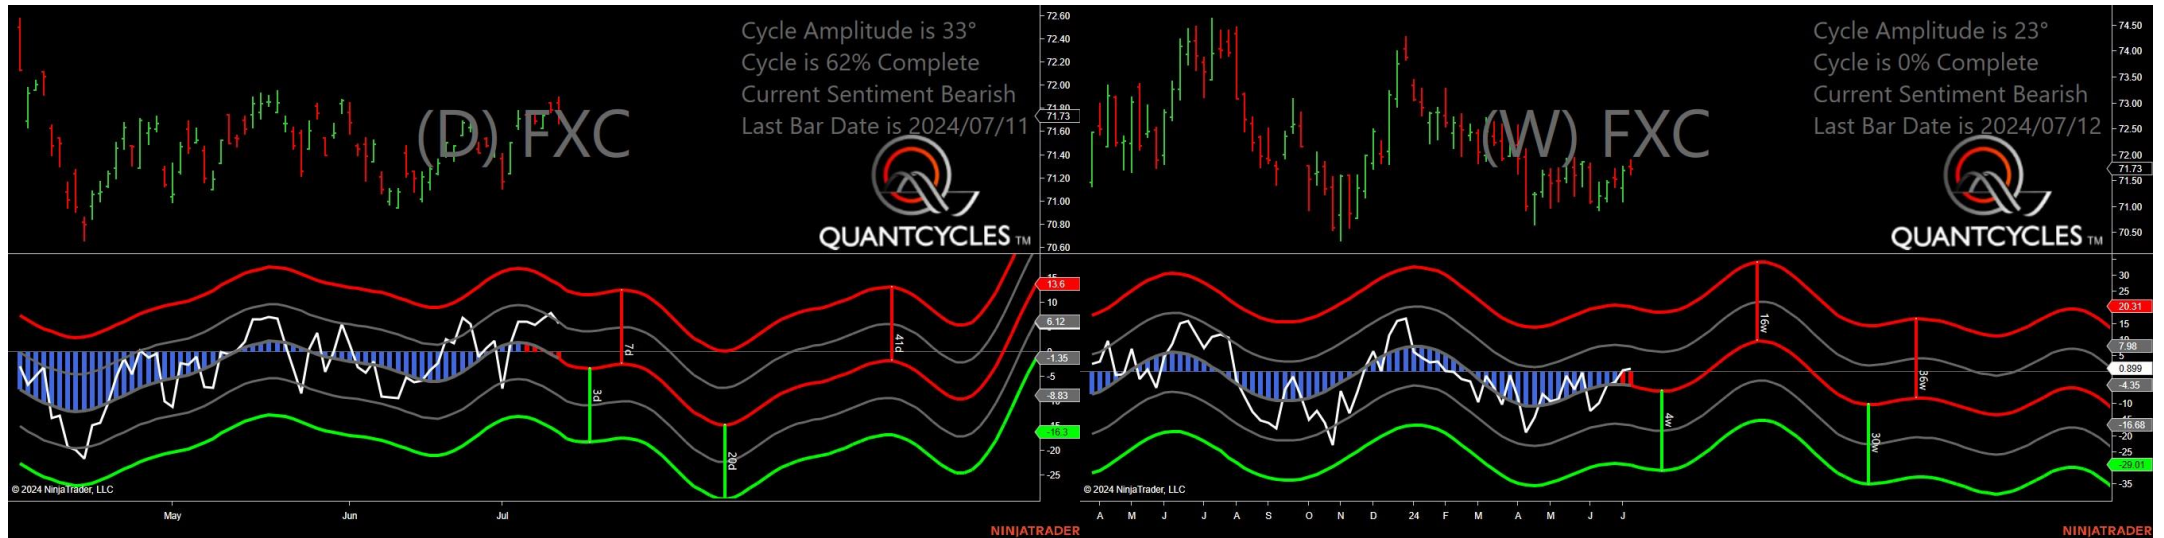 Cycle Amplitude is 33°
Cycle is 62% Complete
Current Sentiment Bearish
Last Bar Date is 2024/07/11
(D) FXC
QUANTCYCLES TM
72.60
72.40
72.20
72.00
71.80
71.73
71.60
71.40
71.20
71.00
70.80
70.60
15
13.6
10
6.12
0
-1.35
-5
-8.83
-16.3
-20
-25
3d
7d
20d
41d
© 2024 NinjaTrader, LLC
May
Jun
Jul
NINJATRADER
Cycle Amplitude is 23°
Cycle is 0% Complete
Current Sentiment Bearish
Last Bar Date is 2024/07/12
(W) FXC
QUANTCYCLES TM
74.50
74.00
73.50
73.00
72.50
72.00
71.73
71.50
71.00
70.50
30
25
20.31
15
7.98
5
0.899
-4.35
-10
-16.68
-20
-25
-29.01
-35
4w
16w
30w
36w
© 2024 NinjaTrader, LLC
A M J J A S O N D 24 F M A M J J
NINJATRADER